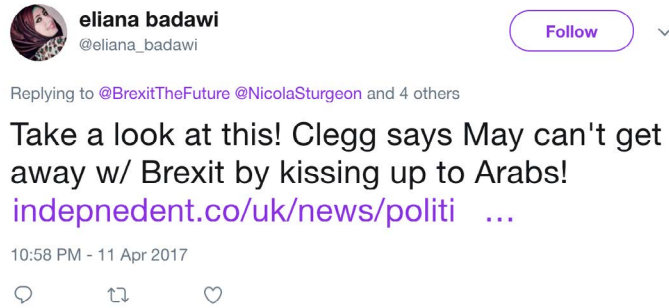 eliana badawi
@eliana_badawi
Follow
Replying to @BrexitTheFuture @NicolaSturgeon and 4 others
Take a look at this! Clegg says May can't get
away w/ Brexit by kissing up to Arabs!
indepnedent.co/uk/news/politi ...
10:58 PM - 11 Apr 2017